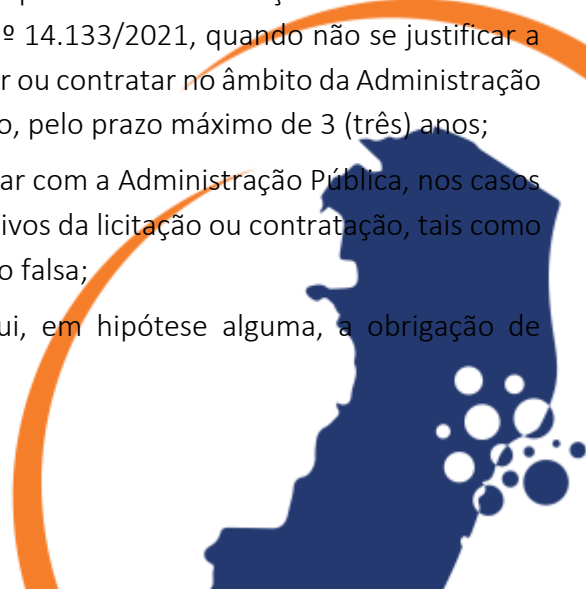 º 14.133/2021, quando não se justificar a
r ou contratar no âmbito da Administração
o, pelo prazo máximo de 3 (três) anos;
ar com a Administração Pública, nos casos
tivos da licitação ou contratação, tais como
o falsa;
ui, em hipótese alguma, a obrigação de